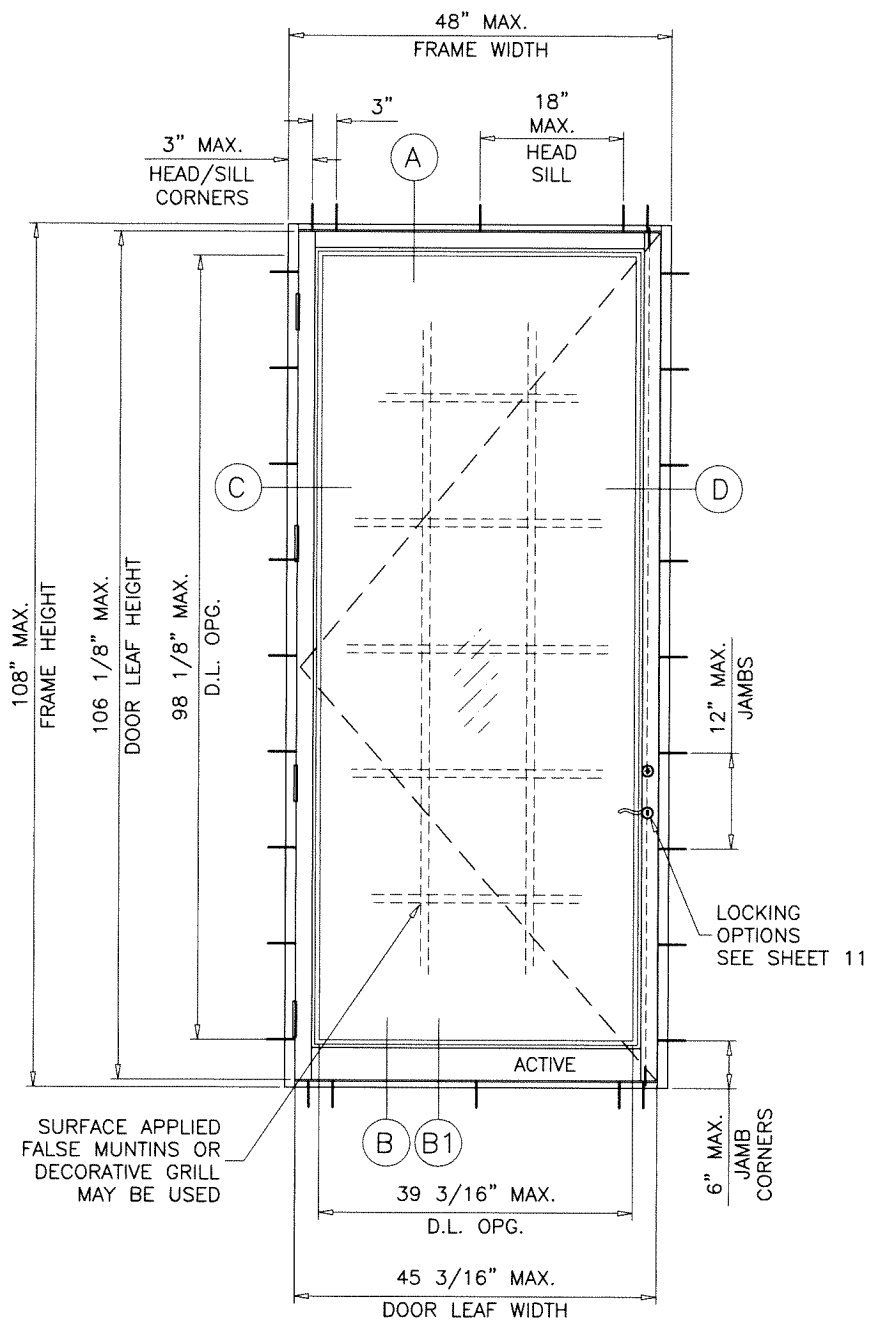 48" MAX.
FRAME WIDTH
3"
18"
MAX.
HEAD
SILL
3" MAX.
HEAD/SILL
CORNERS
A
108" MAX.
FRAME HEIGHT
106 1/8" MAX.
DOOR LEAF HEIGHT
98 1/8" MAX.
D.L. OPG.
C
D
12" MAX.
JAMBS
LOCKING
OPTIONS
SEE SHEET 11
ACTIVE
SURFACE APPLIED
FALSE MUNTINS OR
DECORATIVE GRILL
MAY BE USED
B
B1
6" MAX.
JAMB
CORNERS
39 3/16" MAX.
D.L. OPG.
45 3/16" MAX.
DOOR LEAF WIDTH